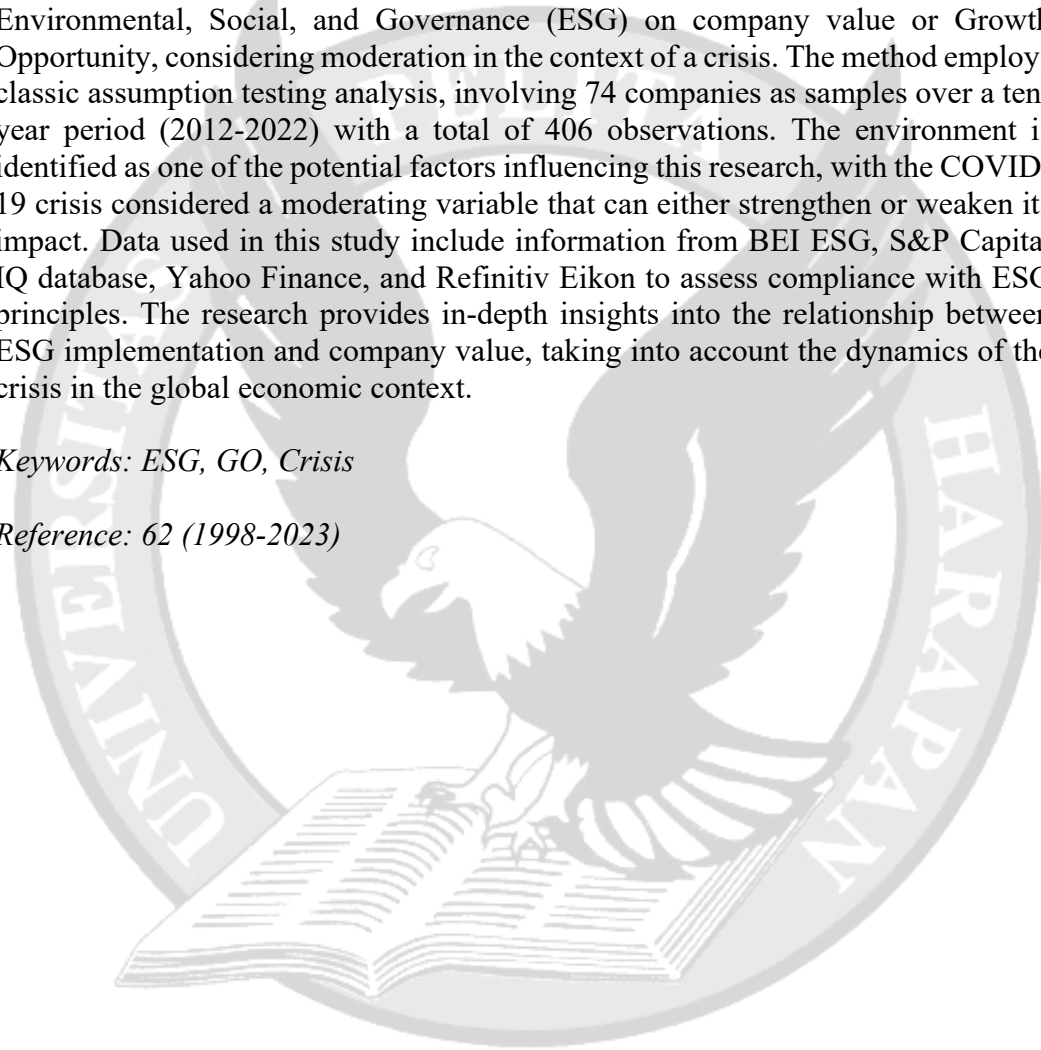 Environmental, Social, and Governance (ESG) on company value or Growth
Opportunity, considering moderation in the context of a crisis. The method employ
classic assumption testing analysis, involving 74 companies as samples over a ten
year period (2012-2022) with a total of 406 observations. The environment i
identified as one of the potential factors influencing this research, with the COVID
19 crisis considered a moderating variable that can either strengthen or weaken it
impact. Data used in this study include information from BEI ESG, S&P Capita
IQ database, Yahoo Finance, and Refinitiv Eikon to assess compliance with ESG
principles. The research provides in-depth insights into the relationship between
ESG implementation and company value, taking into account the dynamics of the
crisis in the global economic context.
Keywords: ESG, GO, Crisis
Reference: 62 (1998-2023)
UNIVERSITAS
PELITA
HARAPAN